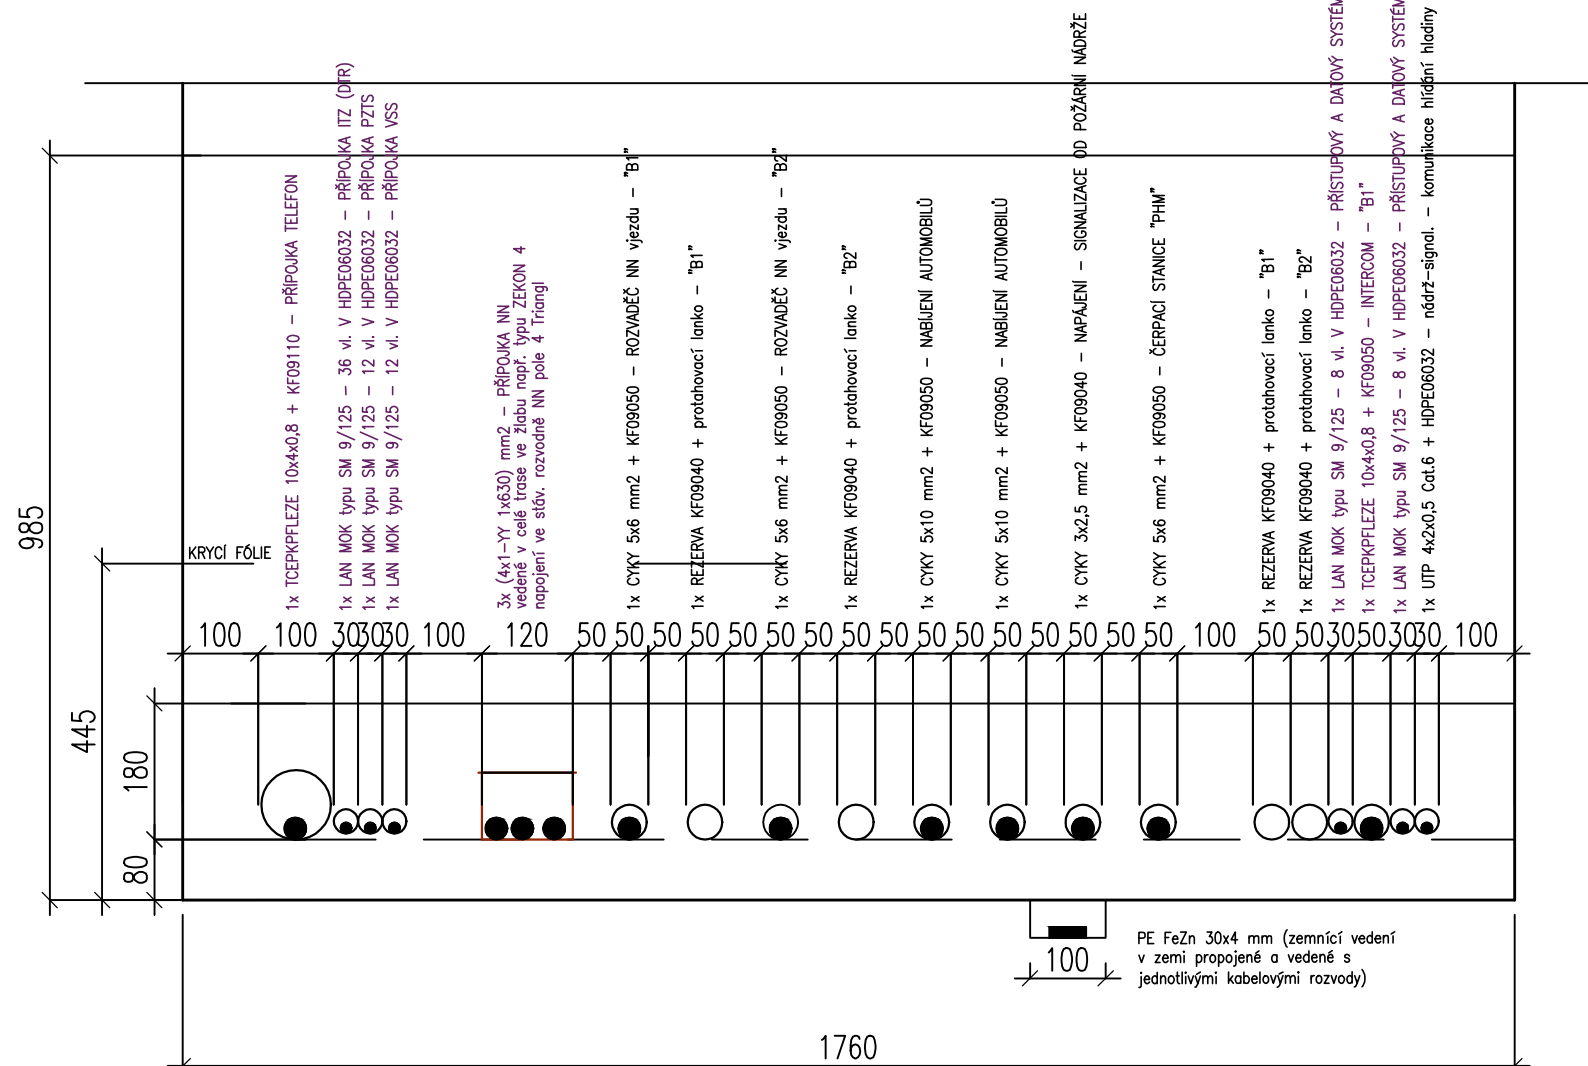 1x TCEPKPFLEZE 10x4x0,8 + KF09110 – PŘÍPOJKA TELEFON
1x LAN MOK typu SM 9/125 – 36 vl. V HDPE06032 – PŘÍPOJKA ITZ (DTR)
1x LAN MOK typu SM 9/125 – 12 vl. V HDPE06032 – PŘÍPOJKA PZTS
1x LAN MOK typu SM 9/125 – 12 vl. V HDPE06032 – PŘÍPOJKA VSS
3x (4x1–YY 1x630) mm2 – PŘÍPOJKA NN
vedené v celé trase ve žlabu např. typu ZEKON 4
napojení ve stáv. rozvodně NN pole 4 Triangl
1x CYKY 5x6 mm2 + KF09050 – ROZVADĚČ NN vjezdu – "B1"
1x REZERVA KF09040 + protahovací lanko – "B1"
1x CYKY 5x6 mm2 + KF09050 – ROZVADĚČ NN vjezdu – "B2"
1x REZERVA KF09040 + protahovací lanko – "B2"
1x CYKY 5x10 mm2 + KF09050 – NABÍJENÍ AUTOMOBILŮ
1x CYKY 5x10 mm2 + KF09050 – NABÍJENÍ AUTOMOBILŮ
1x CYKY 3x2,5 mm2 + KF09040 – NAPÁJENÍ – SIGNALIZACE OD POŽÁRNÍ NÁDRŽE
1x CYKY 5x6 mm2 + KF09050 – ČERPACÍ STANICE "PHM"
1x REZERVA KF09040 + protahovací lanko – "B1"
1x REZERVA KF09040 + protahovací lanko – "B2"
1x LAN MOK typu SM 9/125 – 8 vl. V HDPE06032 – PŘÍSTUPOVÝ A DATOVÝ SYSTÉM
1x TCEPKPFLEZE 10x4x0,8 + KF09050 – INTERCOM – "B1"
1x LAN MOK typu SM 9/125 – 8 vl. V HDPE06032 – PŘÍSTUPOVÝ A DATOVÝ SYSTÉM
1x UTP 4x2x0,5 Cat.6 + HDPE06032 – nádrž–signal. – komunikace hlídání hladiny
985
KRYCÍ FÓLIE
100 100 30 30 30 100 120 50 50 50 50 50 50 50 50 50 50 50 50 50 50 50 50 100 50 50 30 50 30 30 100
445
180
80
PE FeZn 30x4 mm (zemnící vedení
v zemi propojené a vedené s
jednotlivými kabelovými rozvody)
100
1760